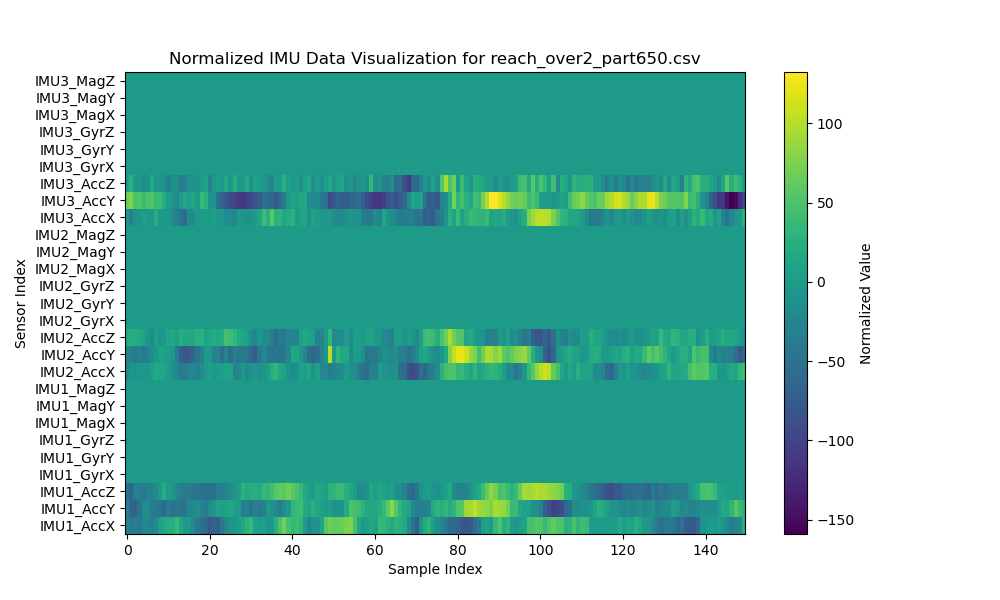 Normalized IMU Data Visualization for reach_over2_part650.csv
IMU3_MagZ
IMU3_MagY
IMU3_MagX
IMU3_GyrZ
IMU3_GyrY
IMU3_GyrX
IMU3_AccZ
IMU3_AccY
IMU3_AccX
IMU2_MagZ
IMU2_MagY
IMU2_MagX
IMU2_GyrZ
IMU2_GyrY
IMU2_GyrX
IMU2_AccZ
IMU2_AccY
IMU2_AccX
IMU1_MagZ
IMU1_MagY
IMU1_MagX
IMU1_GyrZ
IMU1_GyrY
IMU1_GyrX
IMU1_AccZ
IMU1_AccY
IMU1_AccX
Sensor Index
0 20 40 60 80 100 120 140
Sample Index
100
50
0
−50
−100
−150
Normalized Value